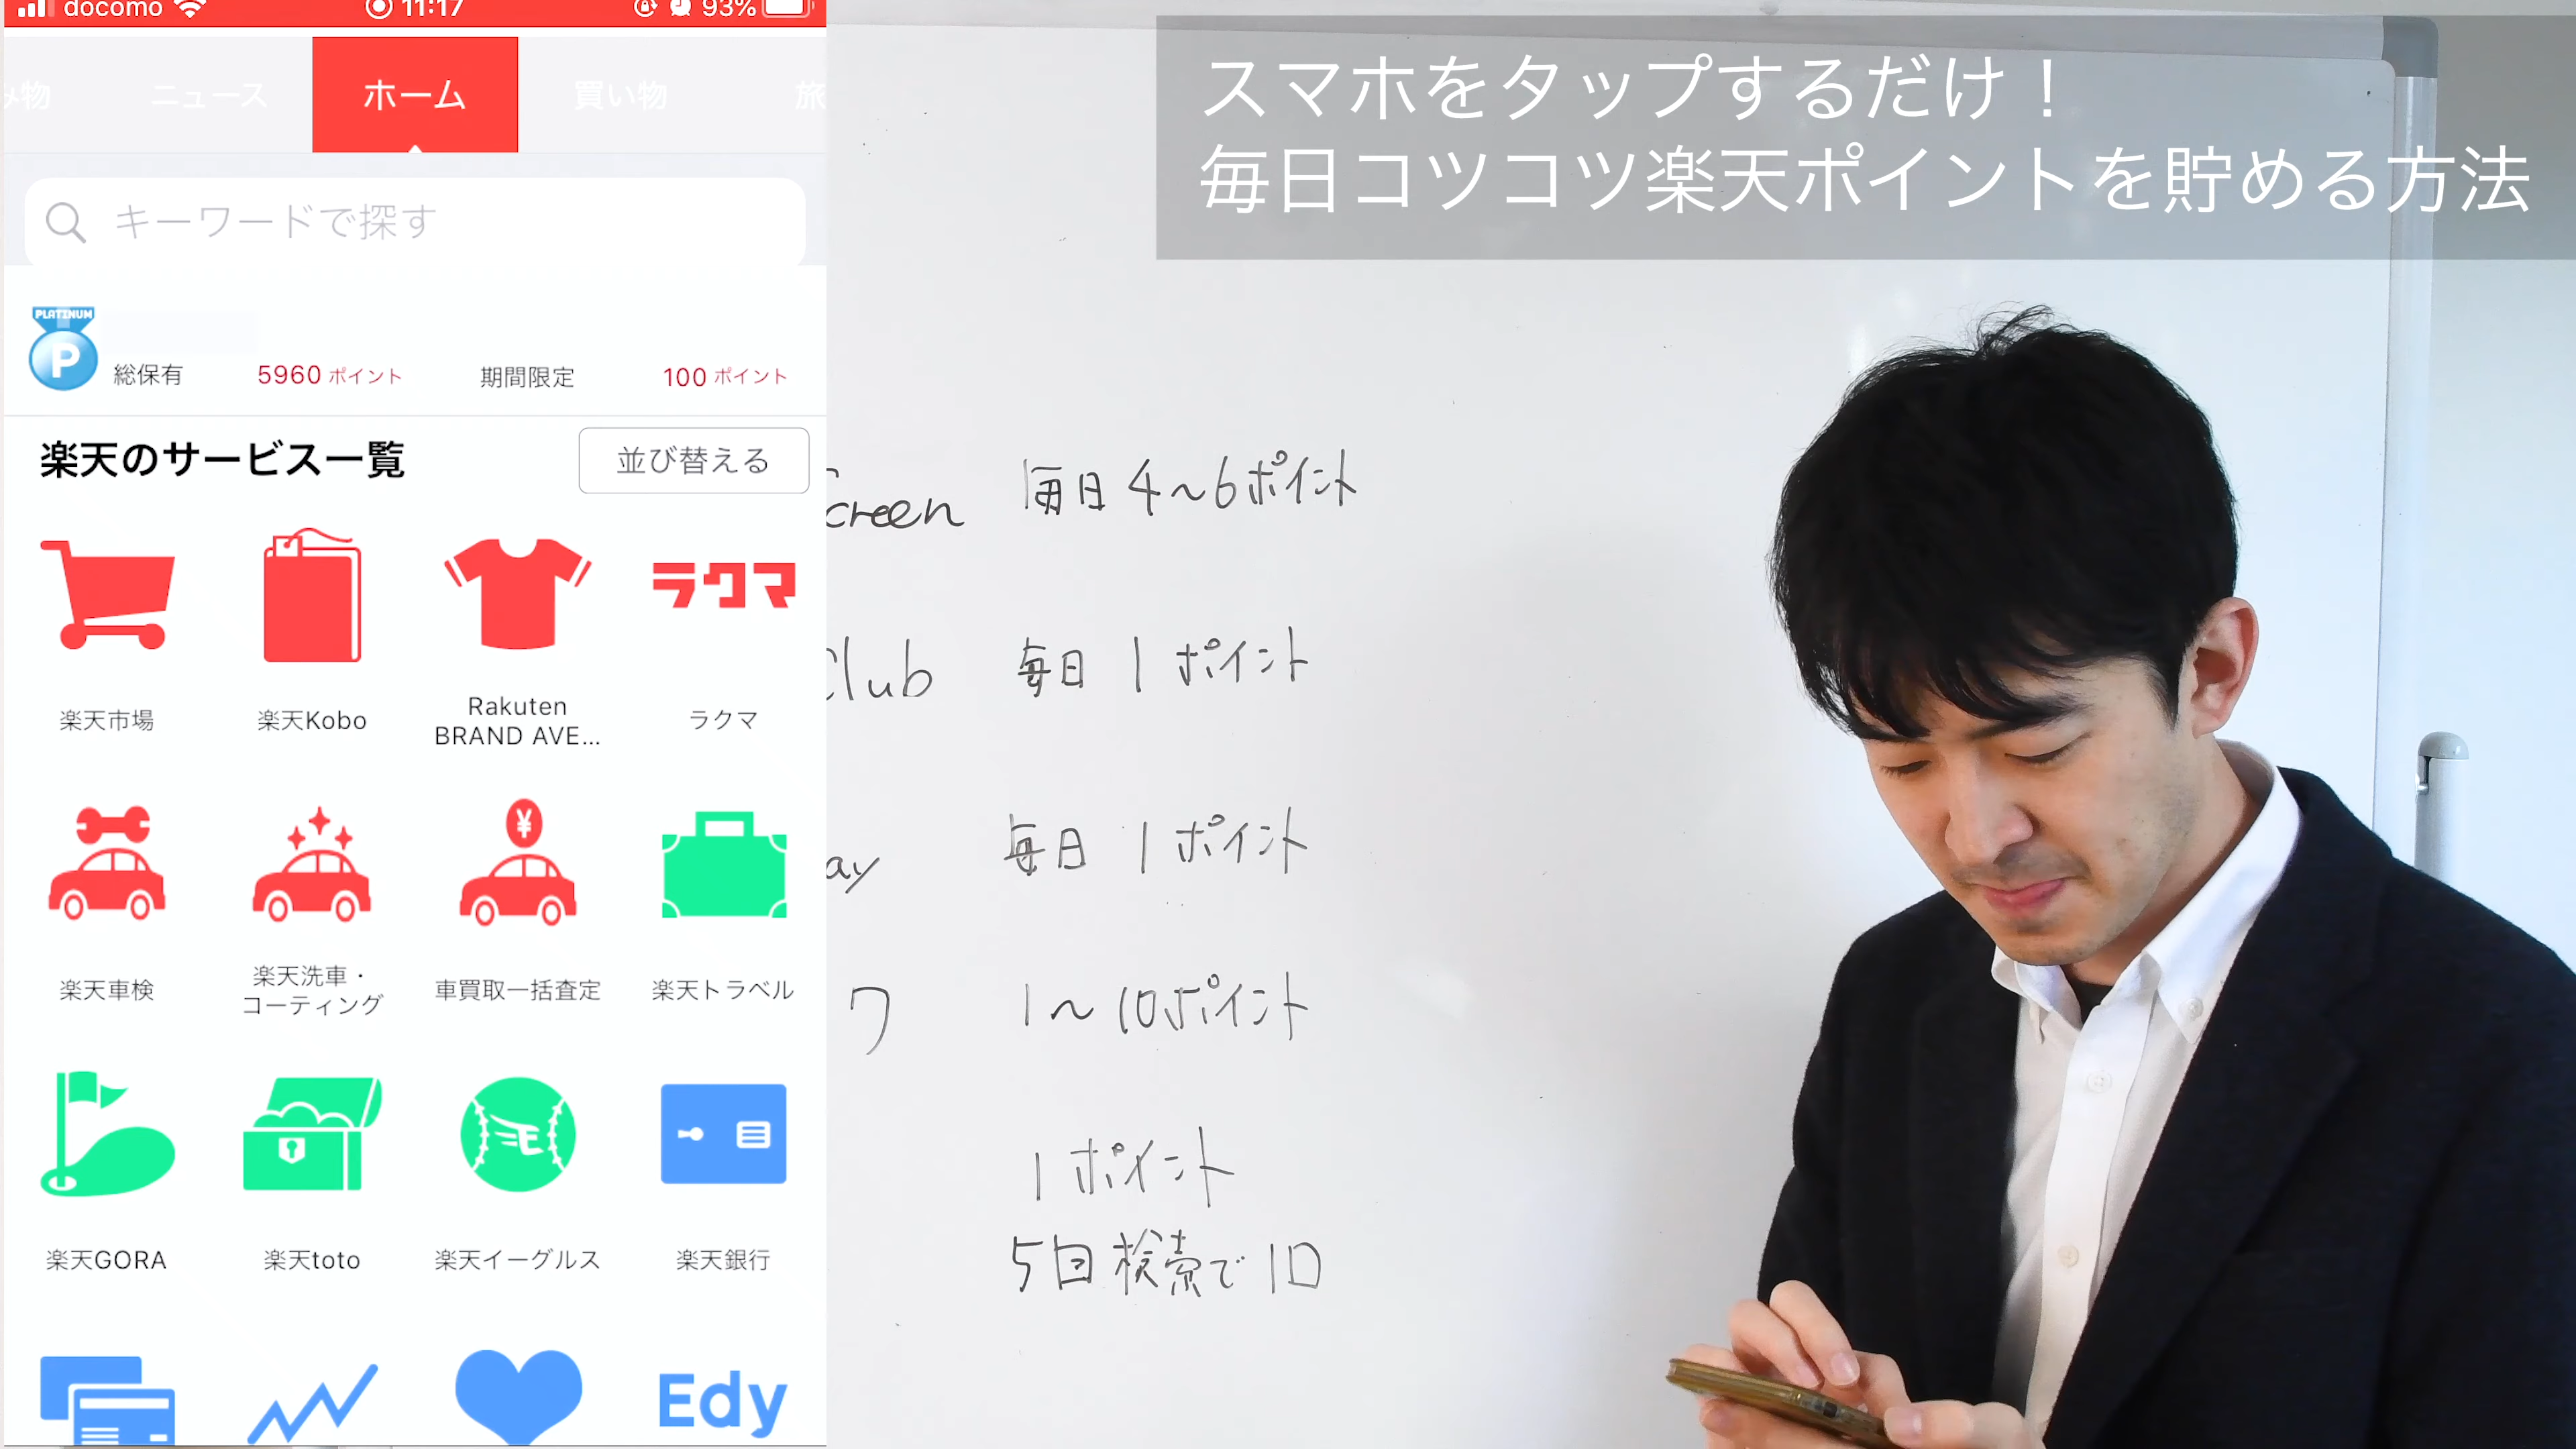 docomo 11:17 93%
み物 ニュース ホーム 買い物 旅
キーワードで探す
PLATINUM
P
総保有 5960 ポイント 期間限定 100 ポイント
楽天のサービス一覧 並び替える
ラクマ
楽天市場 楽天Kobo Rakuten BRAND AVE... ラクマ
¥
楽天車検 楽天洗車・コーティング 車買取一括査定 楽天トラベル
E
楽天GORA 楽天toto 楽天イーグルス 楽天銀行
Edy
スマホをタップするだけ！
毎日コツコツ楽天ポイントを貯める方法
creen 毎日 4〜6ポイント
Club 毎日 1 ポイント
ay 毎日 1 ポイント
ワ 1〜10ポイント
1 ポイント
5回検索で10